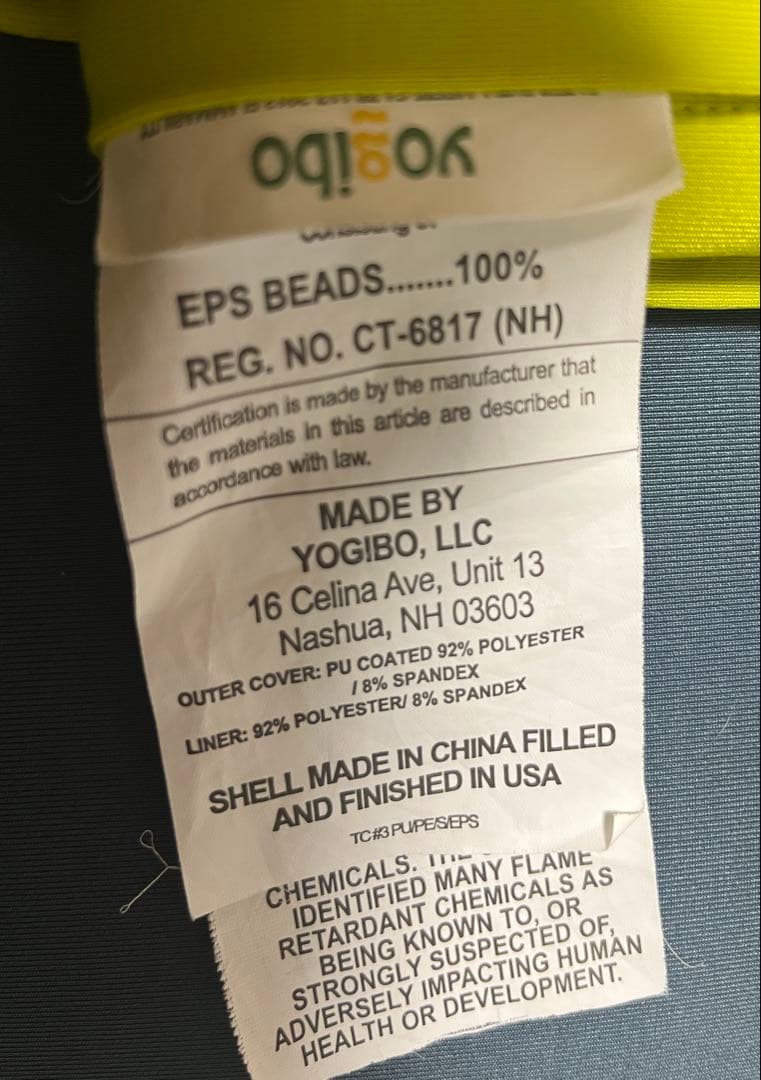 yogibo
Consisting of
EPS BEADS.......100%
REG. NO. CT-6817 (NH)
Certification is made by the manufacturer that
the materials in this article are described in
accordance with law.
MADE BY
YOG!BO, LLC
16 Celina Ave, Unit 13
Nashua, NH 03603
OUTER COVER: PU COATED 92% POLYESTER
/ 8% SPANDEX
LINER: 92% POLYESTER/ 8% SPANDEX
SHELL MADE IN CHINA FILLED
AND FINISHED IN USA
TC#3 PU/PE/S/EPS
CHEMICALS.
IDENTIFIED MANY FLAME
RETARDANT CHEMICALS AS
BEING KNOWN TO, OR
STRONGLY SUSPECTED OF,
ADVERSELY IMPACTING HUMAN
HEALTH OR DEVELOPMENT.